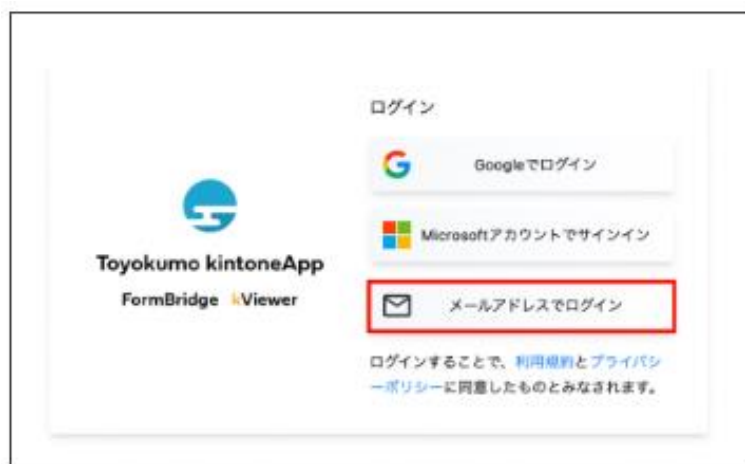 ログイン
Googleでログイン
Microsoftアカウントでサインイン
Toyokumo kintoneApp
FormBridge kViewer
メールアドレスでログイン
ログインすることで、利用規約とプライバシ
ーポリシーに同意したものとみなされます。